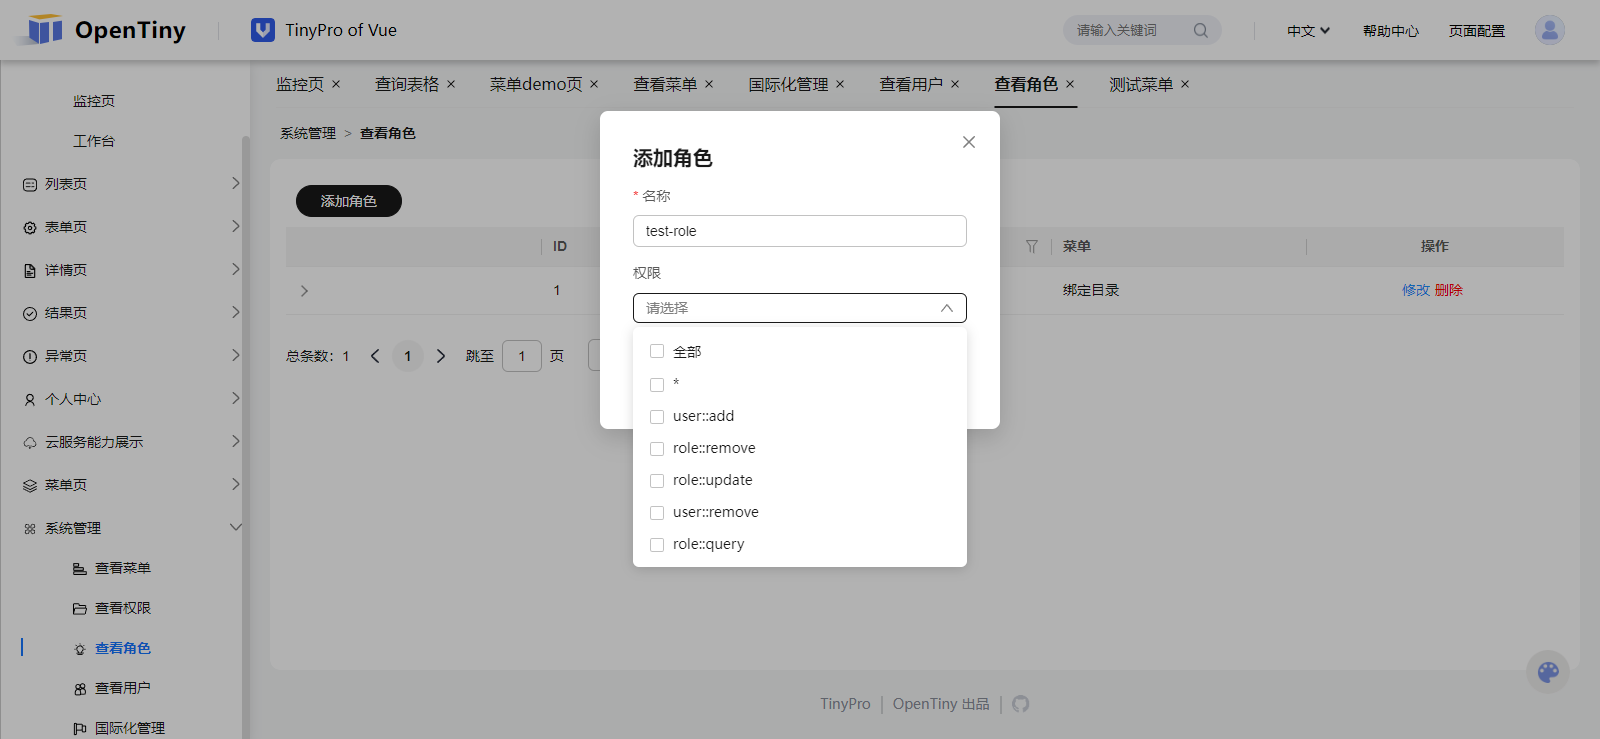 OpenTiny
TinyPro of Vue
请输入关键词
中文
帮助中心
页面配置
监控页
查询表格
菜单demo页
查看菜单
国际化管理
查看用户
查看角色
测试菜单
系统管理 > 查看角色
监控页
工作台
列表页
表单页
详情页
结果页
异常页
个人中心
云服务能力展示
菜单页
系统管理
查看菜单
查看权限
查看角色
查看用户
国际化管理
添加角色
ID
菜单
操作
1
绑定目录
修改 删除
总条数: 1
1
跳至 1 页
添加角色
* 名称
test-role
权限
请选择
全部
*
user::add
role::remove
role::update
user::remove
role::query
TinyPro | OpenTiny 出品 |